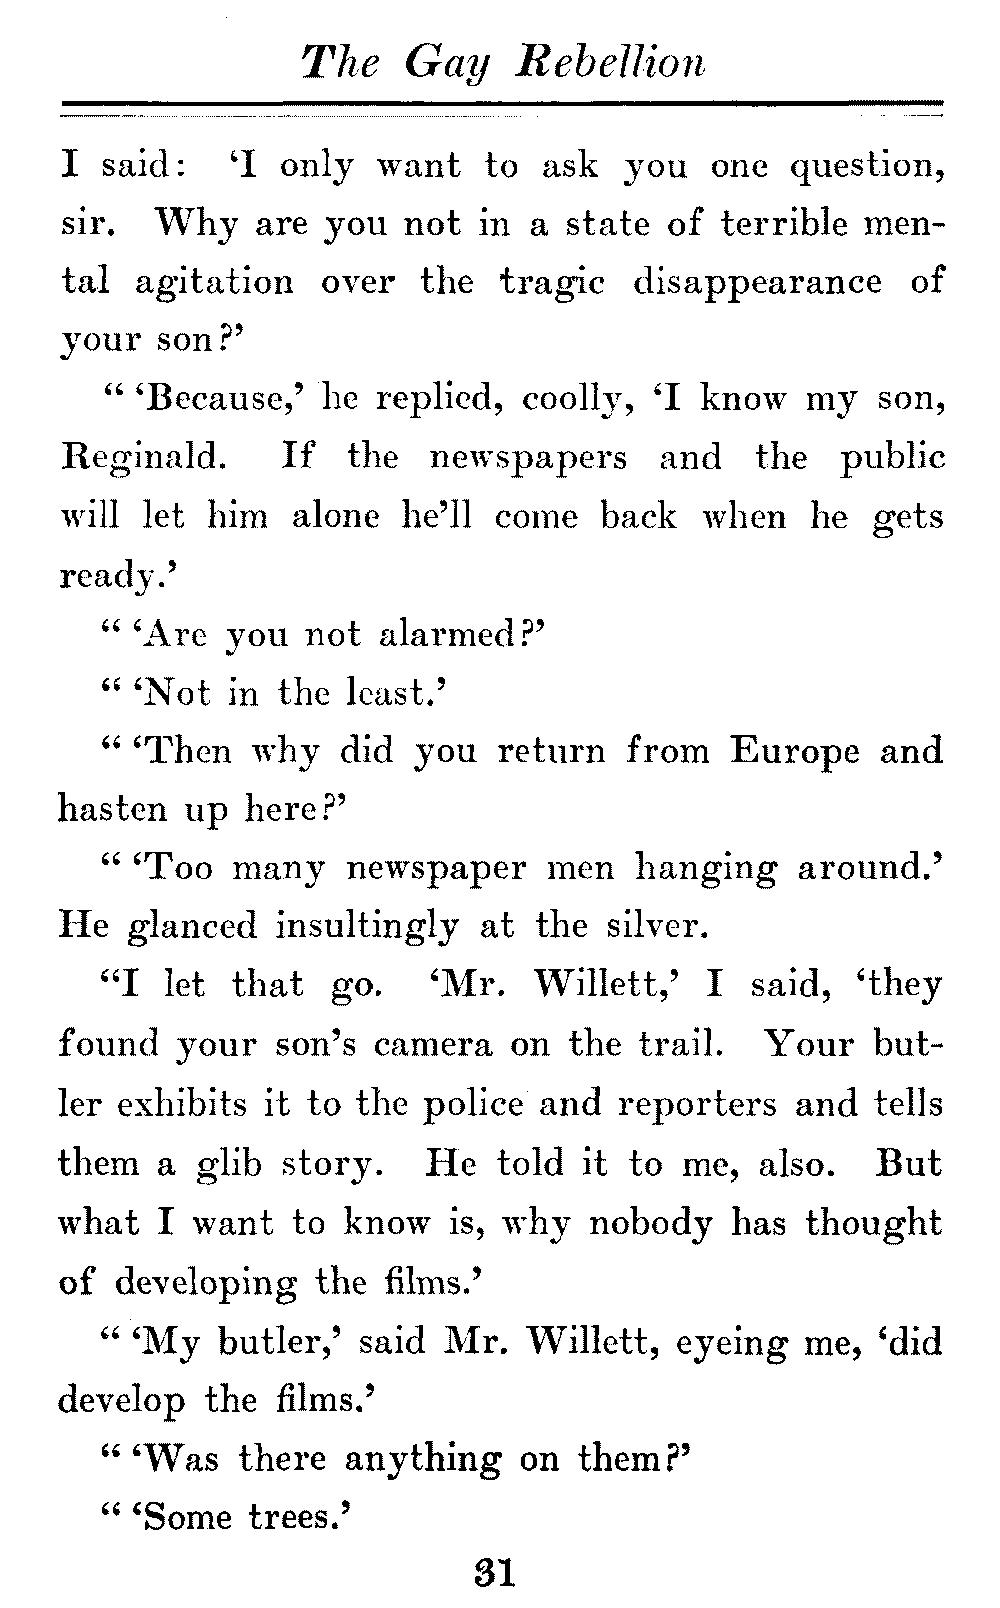 The Gay Rebellion
I said: ‘I only want to ask you one question,
sir. Why are you not in a state of terrible men-
tal agitation over the tragic disappearance of
your son?’
“ ‘Because,’ he replied, coolly, ‘I know my son,
Reginald. If the newspapers and the public
will let him alone he’ll come back when he gets
ready.’
“ ‘Are you not alarmed?’
“ ‘Not in the least.’
“ ‘Then why did you return from Europe and
hasten up here?’
“ ‘Too many newspaper men hanging around.’
He glanced insultingly at the silver.
“I let that go. ‘Mr. Willett,’ I said, ‘they
found your son’s camera on the trail. Your but-
ler exhibits it to the police and reporters and tells
them a glib story. He told it to me, also. But
what I want to know is, why nobody has thought
of developing the films.’
“ ‘My butler,’ said Mr. Willett, eyeing me, ‘did
develop the films.’
“ ‘Was there anything on them?’
“ ‘Some trees.’
31